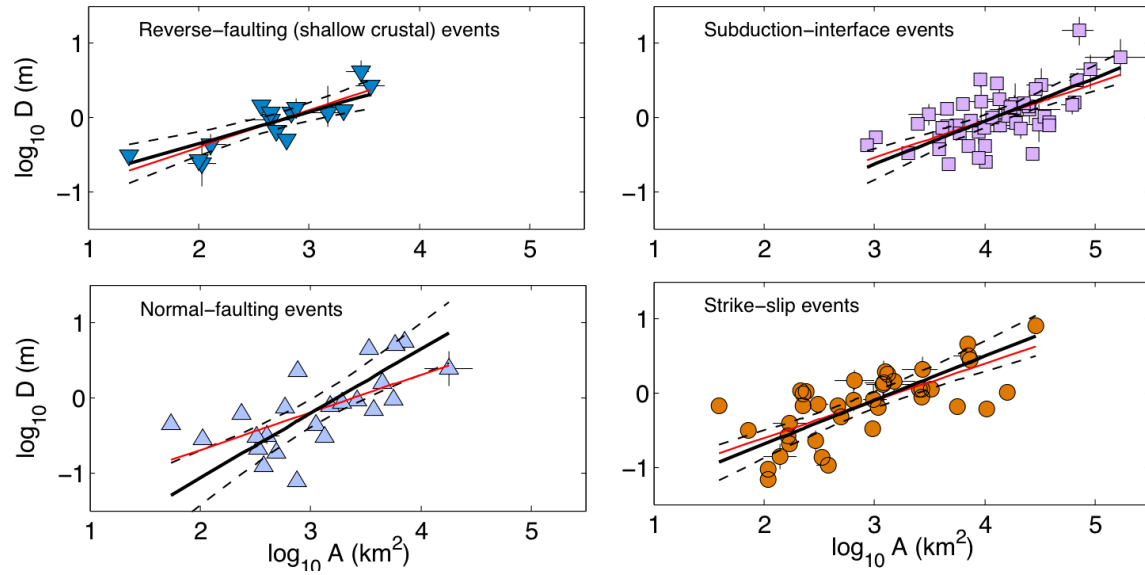 Reverse−faulting (shallow crustal) events
log₁₀ D (m)
1
0
−1
1 2 3 4 5
Subduction−interface events
1
0
−1
1 2 3 4 5
Normal−faulting events
log₁₀ D (m)
1
0
−1
1 2 3 4 5
log₁₀ A (km²)
Strike−slip events
1
0
−1
1 2 3 4 5
log₁₀ A (km²)